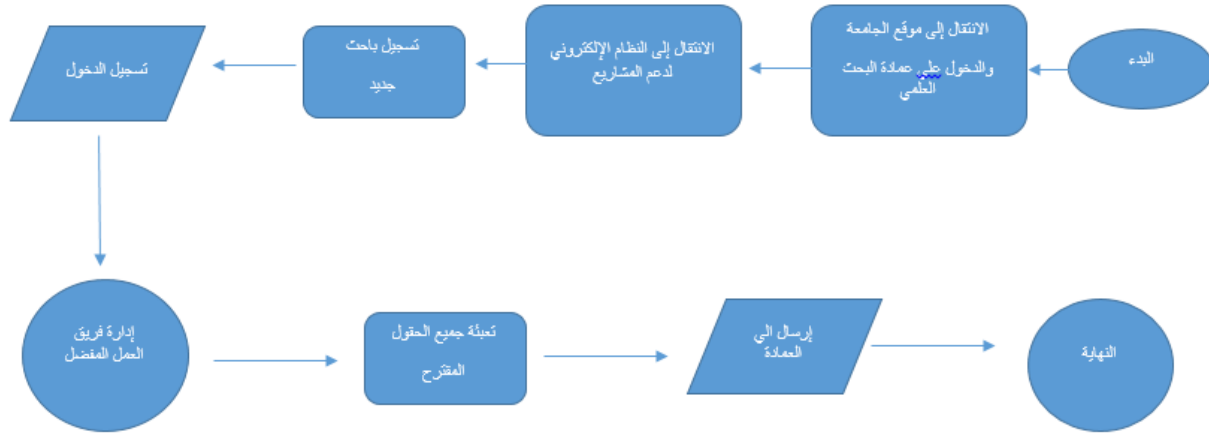 البدء
الانتقال إلى موقع الجامعة
والدخول على عمادة البحث
العلمي
الانتقال إلى النظام الإلكتروني
لدعم المشاريع
تسجيل باحث
جديد
تسجيل الدخول
إدارة فريق
العمل المفضل
تعبئة جميع الحقول
المقترح
إرسال الي
العمادة
النهاية